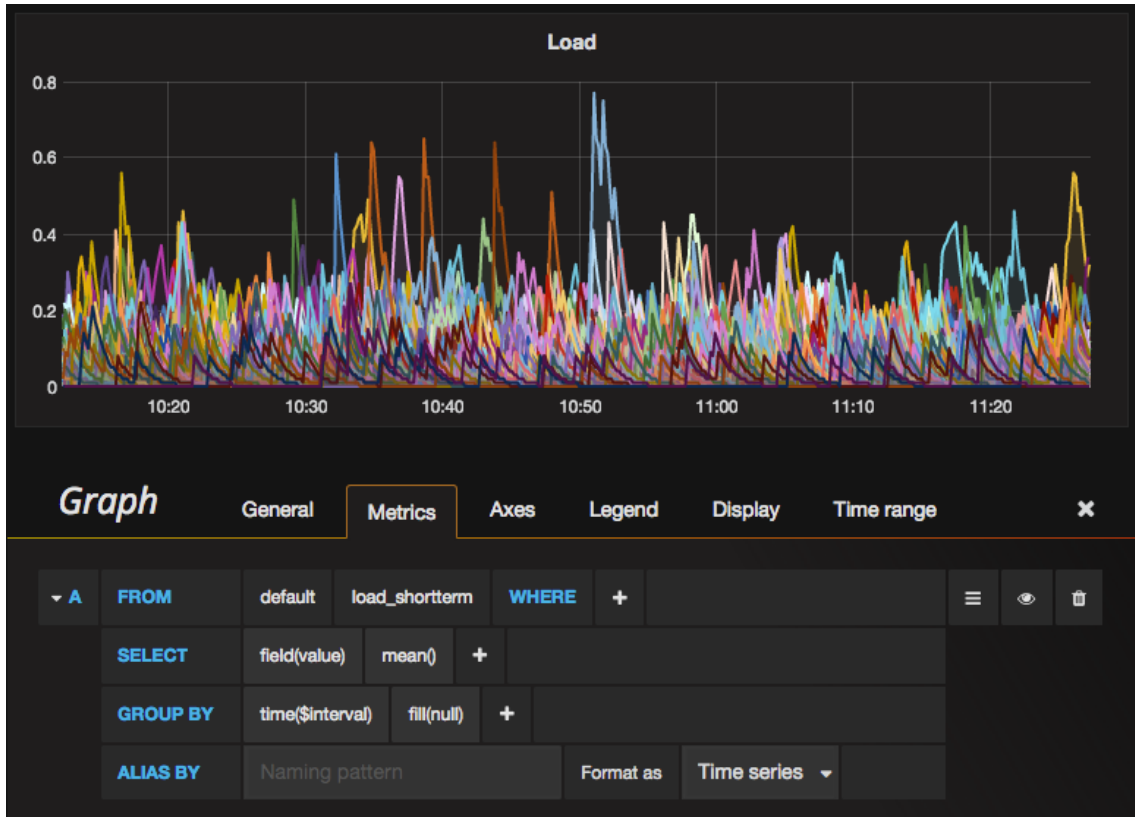 Load
0.8
0.6
0.4
0.2
0
10:20 10:30 10:40 10:50 11:00 11:10 11:20
Graph General Metrics Axes Legend Display Time range
A FROM default load_shortterm WHERE +
SELECT field(value) mean() +
GROUP BY time($interval) fill(null) +
ALIAS BY Naming pattern Format as Time series